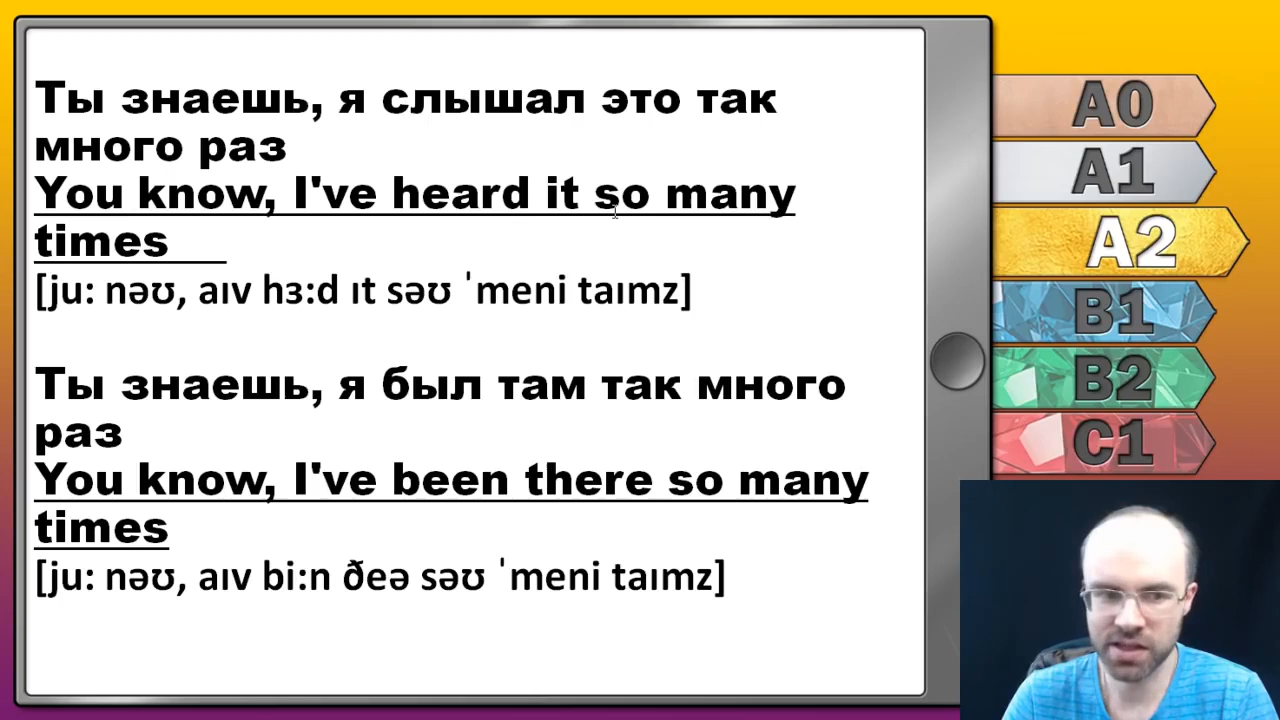 Ты знаешь, я слышал это так
много раз
You know, I've heard it so many
times
[ju: nəʊ, aɪv hɜ:d ɪt səʊ ˈmeni taɪmz]
Ты знаешь, я был там так много
раз
You know, I've been there so many
times
[ju: nəʊ, aɪv bi:n ðeə səʊ ˈmeni taɪmz]
A0
A1
A2
B1
B2
C1